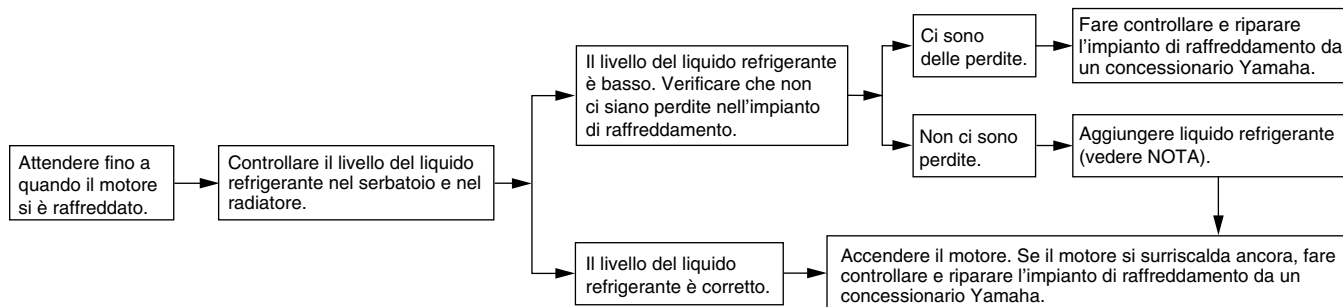 Attendere fino a
quando il motore
si è raffreddato.
Controllare il livello del liquido
refrigerante nel serbatoio e nel
radiatore.
Il livello del liquido refrigerante
è basso. Verificare che non
ci siano perdite nell'impianto
di raffreddamento.
Ci sono
delle perdite.
Fare controllare e riparare
l'impianto di raffreddamento da
un concessionario Yamaha.
Non ci sono
perdite.
Aggiungere liquido refrigerante
(vedere NOTA).
Il livello del liquido
refrigerante è corretto.
Accendere il motore. Se il motore si surriscalda ancora, fare
controllare e riparare l'impianto di raffreddamento da un
concessionario Yamaha.